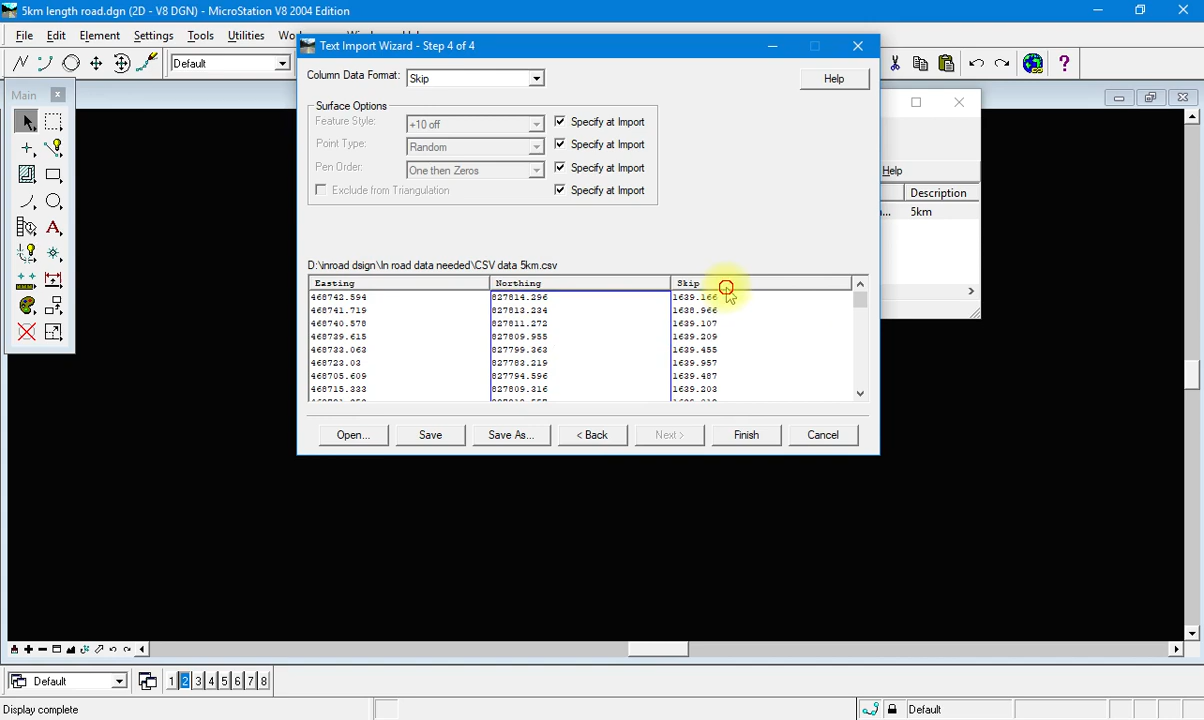 5km length road.dgn (2D - V8 DGN) - MicroStation V8 2004 Edition
File Edit Element Settings Tools Utilities
Default
Main
Text Import Wizard - Step 4 of 4
Column Data Format: Skip
Help
Surface Options
Feature Style: +10 off Specify at Import
Point Type: Random Specify at Import
Pen Order: One then Zeros Specify at Import
Exclude from Triangulation Specify at Import
D:\inroad dsign\In road data needed\CSV data 5km.csv
Easting Northing Skip
468742.594 827814.296 1639.166
468741.719 827813.234 1638.966
468740.578 827811.272 1639.107
468739.615 827809.955 1639.209
468733.063 827799.363 1639.455
468723.03 827783.219 1639.957
468705.609 827794.596 1639.487
468715.333 827809.316 1639.203
Open... Save Save As... < Back Next > Finish Cancel
Help
Description
... 5km
Default 1 2 3 4 5 6 7 8
Display complete
Default